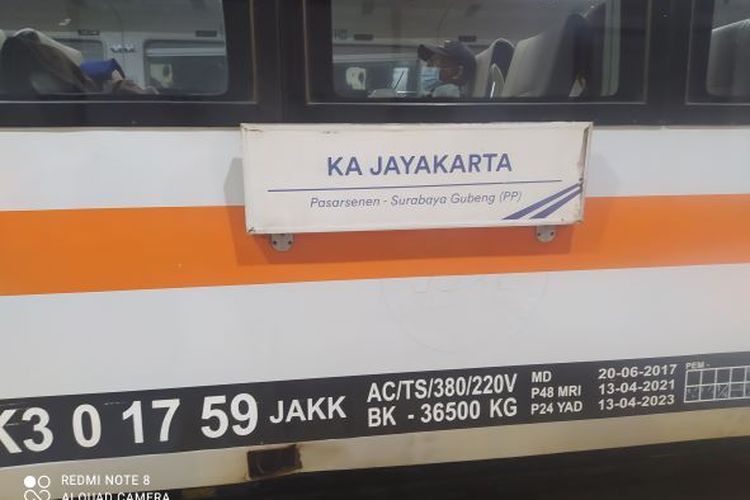 KA JAYAKARTA
Pasarsenen - Surabaya Gubeng (PP)
K3 0 17 59 JAKK
AC/TS/380/220V
BK - 36500 KG
MD 20-06-2017
P48 MRI 13-04-2021
P24 YAD 13-04-2023
PEM -
REDMI NOTE 8
AI QUAD CAMERA